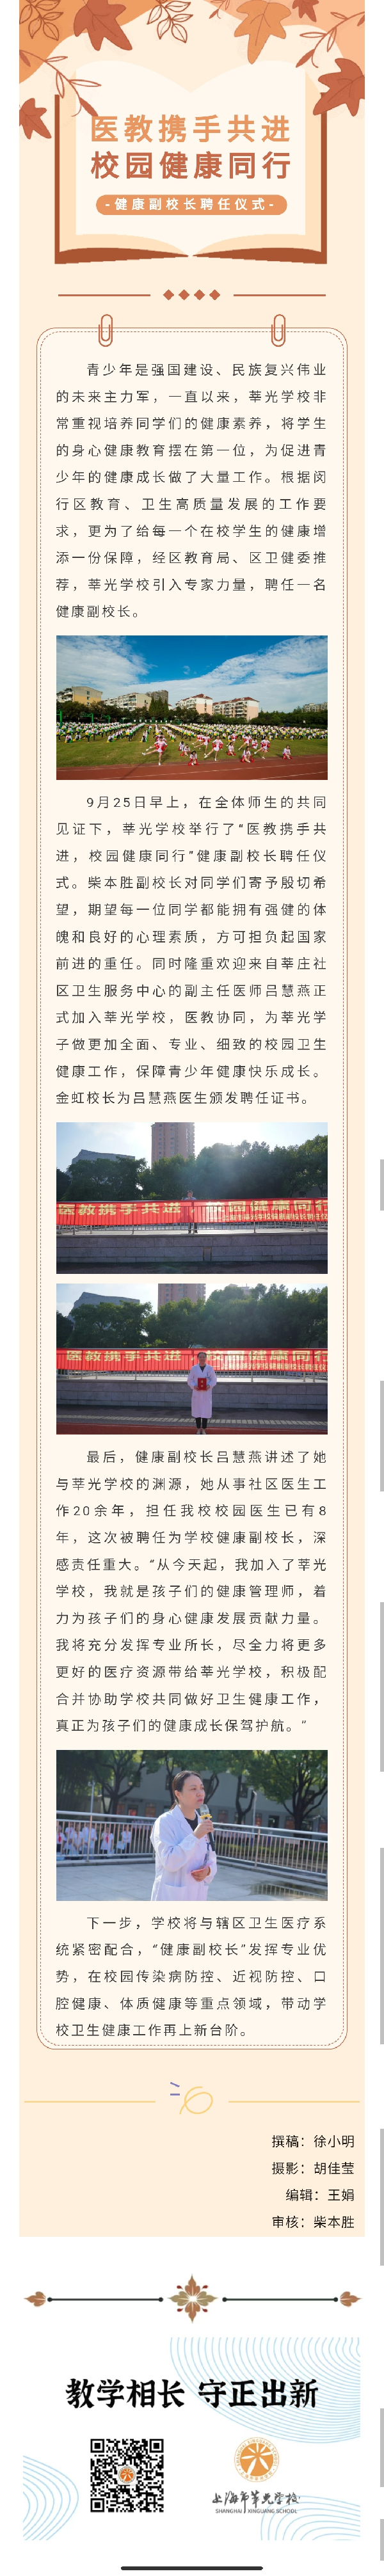 医教携手共进
校园健康同行
-健康副校长聘任仪式-
青少年是强国建设、民族复兴伟业
的未来主力军，一直以来，莘光学校非
常重视培养同学们的健康素养，将学生
的身心健康教育摆在第一位，为促进青
少年的健康成长做了大量工作。根据闵
行区教育、卫生高质量发展的工作要
求，更为了给每一个在校学生的健康增
添一份保障，经区教育局、区卫健委推
荐，莘光学校引入专家力量，聘任一名
健康副校长。
9月25日早上，在全体师生的共同
见证下，莘光学校举行了“医教携手共
进，校园健康同行”健康副校长聘任仪
式。柴本胜副校长对同学们寄予殷切希
望，期望每一位同学都能拥有强健的体
魄和良好的心理素质，方可担负起国家
前进的重任。同时隆重欢迎来自莘庄社
区卫生服务中心的副主任医师吕慧燕正
式加入莘光学校，医教协同，为莘光学
子做更加全面、专业、细致的校园卫生
健康工作，保障青少年健康快乐成长。
金虹校长为吕慧燕医生颁发聘任证书。
医教携手共进 校园健康同行
医教携手共进 校园健康同行
最后，健康副校长吕慧燕讲述了她
与莘光学校的渊源，她从事社区医生工
作20余年，担任我校校园医生已有8
年，这次被聘任为学校健康副校长，深
感责任重大。“从今天起，我加入了莘光
学校，我就是孩子们的健康管理师，着
力为孩子们的身心健康发展贡献力量。
我将充分发挥专业所长，尽全力将更多
更好的医疗资源带给莘光学校，积极配
合并协助学校共同做好卫生健康工作，
真正为孩子们的健康成长保驾护航。”
下一步，学校将与辖区卫生医疗系
统紧密配合，“健康副校长”发挥专业优
势，在校园传染病防控、近视防控、口
腔健康、体质健康等重点领域，带动学
校卫生健康工作再上新台阶。
撰稿：徐小明
摄影：胡佳莹
编辑：王娟
审核：柴本胜
教学相长 守正出新
上海市莘光学校
SHANGHAI XINGUANG SCHOOL